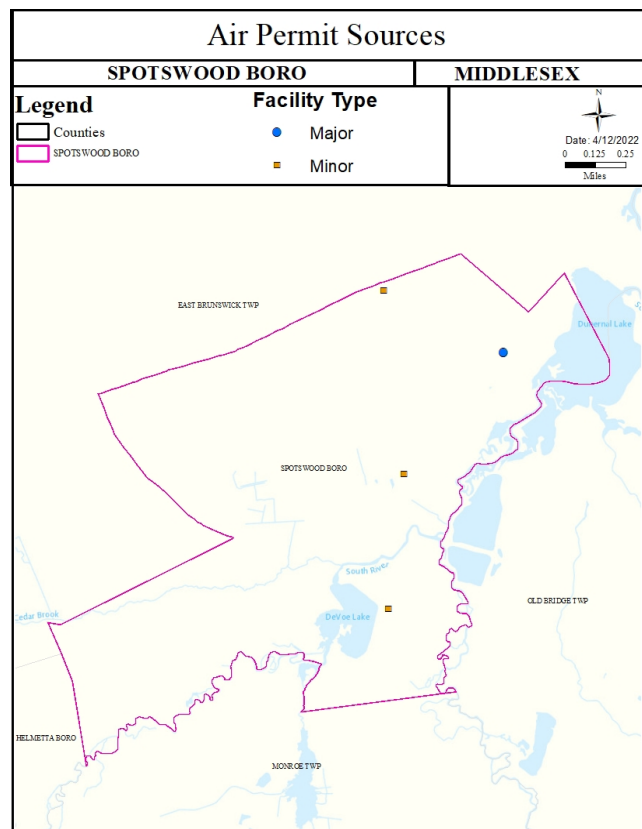 Air Permit Sources
SPOTSWOOD BORO
MIDDLESEX
Legend
Counties
SPOTSWOOD BORO
Facility Type
Major
Minor
N
Date: 4/12/2022
0 0.125 0.25
Miles
EAST BRUNSWICK TWP
Duhernal Lake
SPOTSWOOD BORO
South River
OLD BRIDGE TWP
Cedar Brook
DeVoe Lake
HELMETTA BORO
MONROE TWP